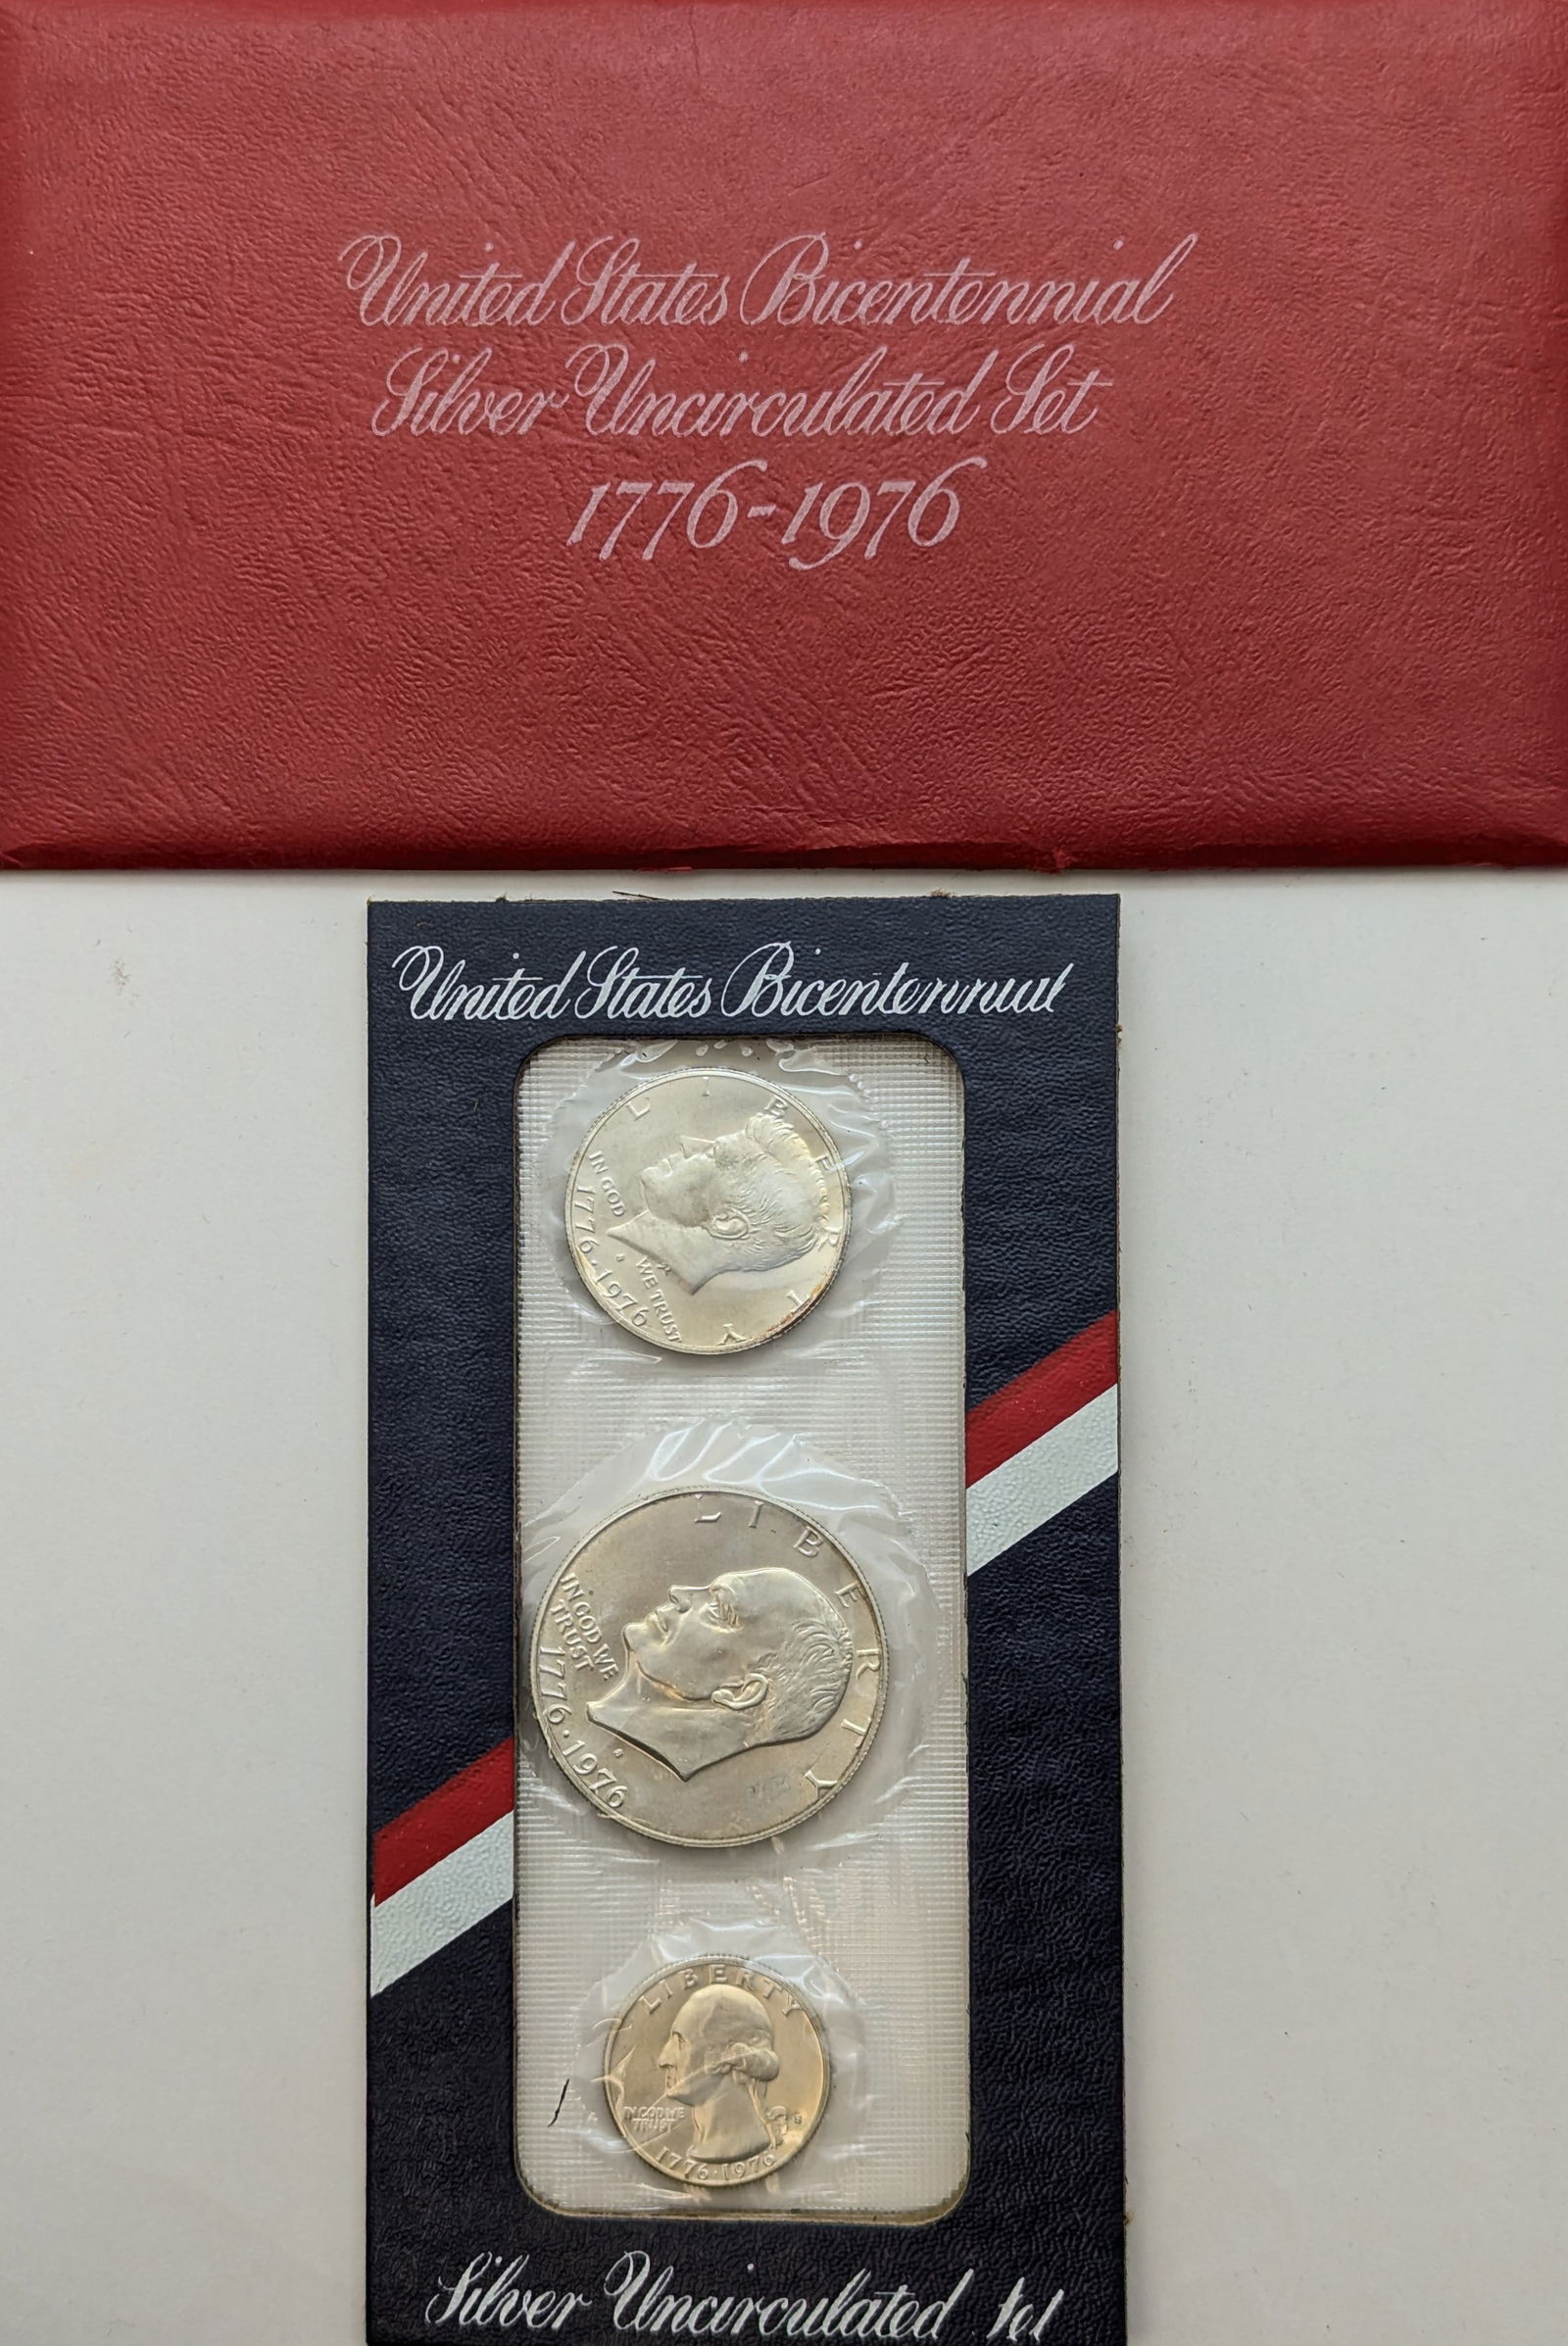 United States Bicentennial
Silver Uncirculated Set
1776-1976
United States Bicentennial
LIBERTY
IN GOD WE TRUST
1776·1976
LIBERTY
IN GOD WE
TRUST
1776·1976
LIBERTY
IN GOD WE
TRUST
S
1776·1976
Silver Uncirculated Set